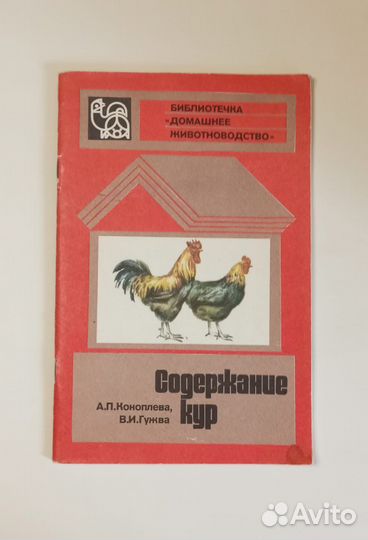 БИБЛИОТЕЧКА
«ДОМАШНЕЕ
ЖИВОТНОВОДСТВО»
Содержание
кур
А.П.Коноплева,
В.И.Гужва
Avito